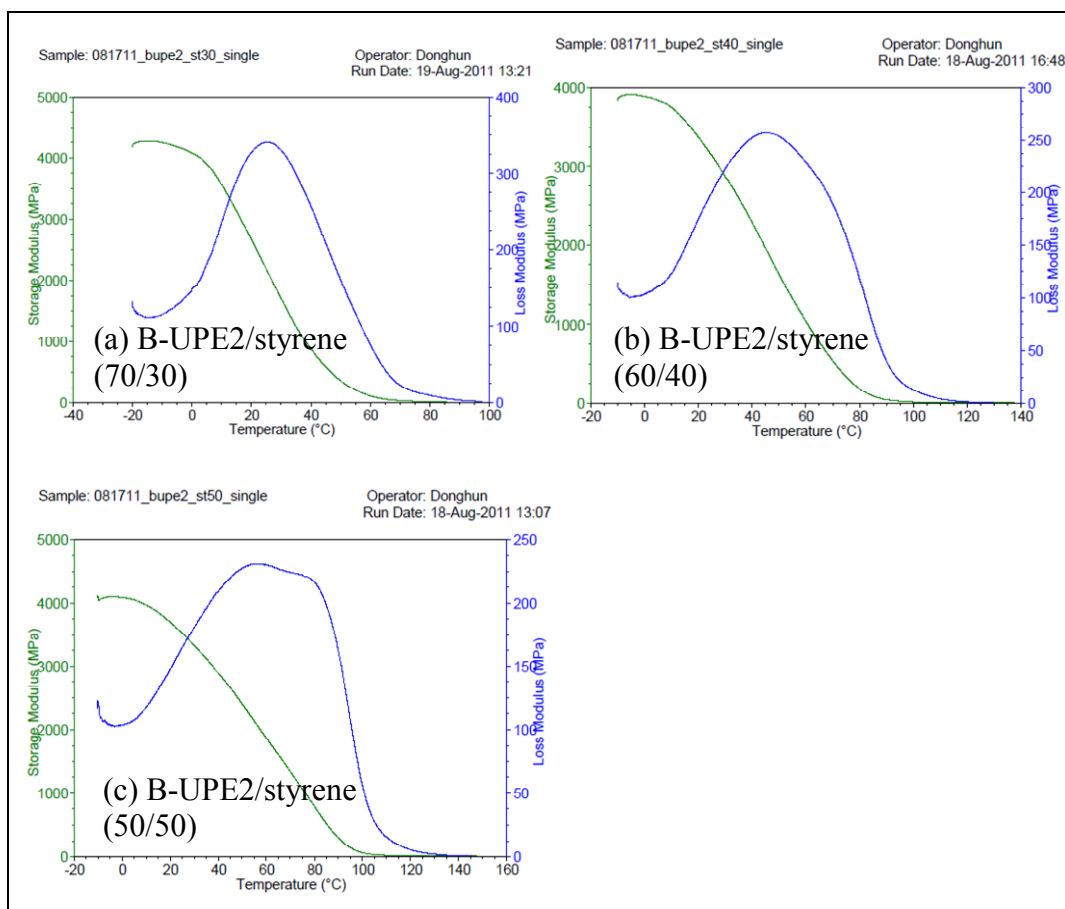 Sample: 081711_bupe2_st30_single
Operator: Donghun
Run Date: 19-Aug-2011 13:21
5000
4000
3000
2000
1000
0
Storage Modulus (MPa)
400
300
200
100
0
Loss Modulus (MPa)
(a) B-UPE2/styrene
(70/30)
-40 -20 0 20 40 60 80 100
Temperature (°C)
Sample: 081711_bupe2_st40_single
Operator: Donghun
Run Date: 18-Aug-2011 16:48
4000
3000
2000
1000
0
Storage Modulus (MPa)
300
250
200
150
100
50
0
Loss Modulus (MPa)
(b) B-UPE2/styrene
(60/40)
-20 0 20 40 60 80 100 120 140
Temperature (°C)
Sample: 081711_bupe2_st50_single
Operator: Donghun
Run Date: 18-Aug-2011 13:07
5000
4000
3000
2000
1000
0
Storage Modulus (MPa)
250
200
150
100
50
0
Loss Modulus (MPa)
(c) B-UPE2/styrene
(50/50)
-20 0 20 40 60 80 100 120 140 160
Temperature (°C)